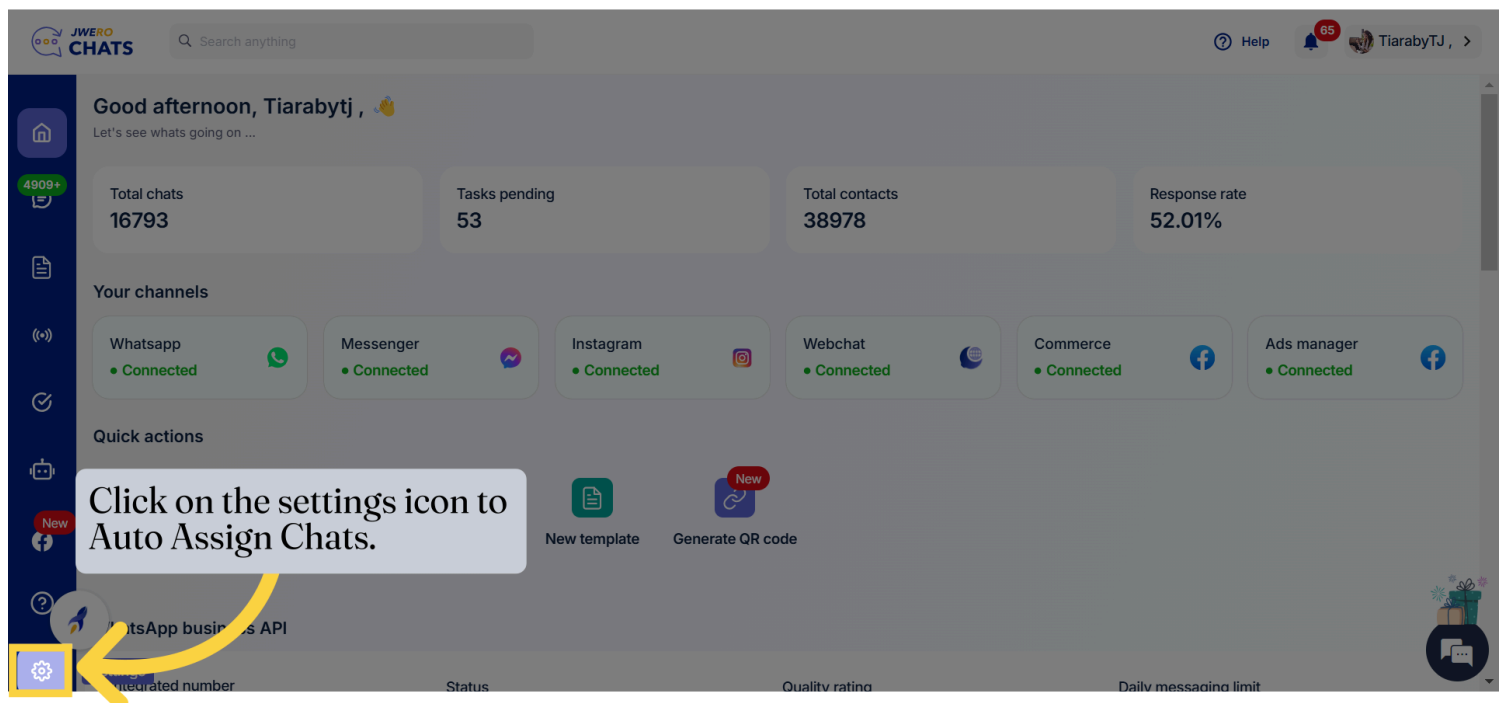 JWERO
CHATS
Search anything
Help
65
TiarabyTJ ,
Good afternoon, Tiarabytj , 👋
Let's see whats going on ...
4909+
Total chats
16793
Tasks pending
53
Total contacts
38978
Response rate
52.01%
Your channels
Whatsapp
• Connected
Messenger
• Connected
Instagram
• Connected
Webchat
• Connected
Commerce
• Connected
Ads manager
• Connected
Quick actions
New
Click on the settings icon to
Auto Assign Chats.
New template
New
Generate QR code
API
number
Status
Quality rating
Daily messaging limit